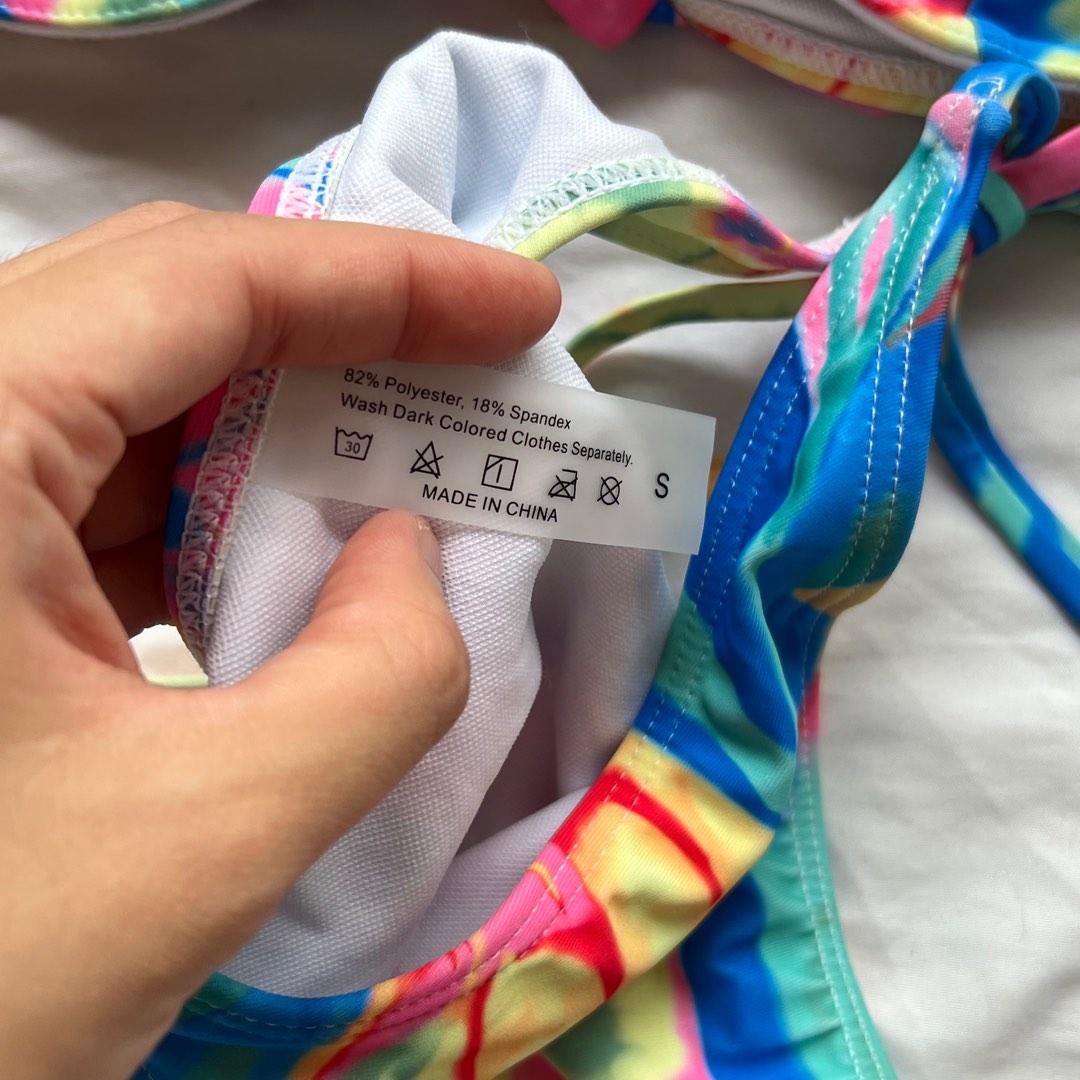 82% Polyester, 18% Spandex
Wash Dark Colored Clothes Separately.
30
S
MADE IN CHINA